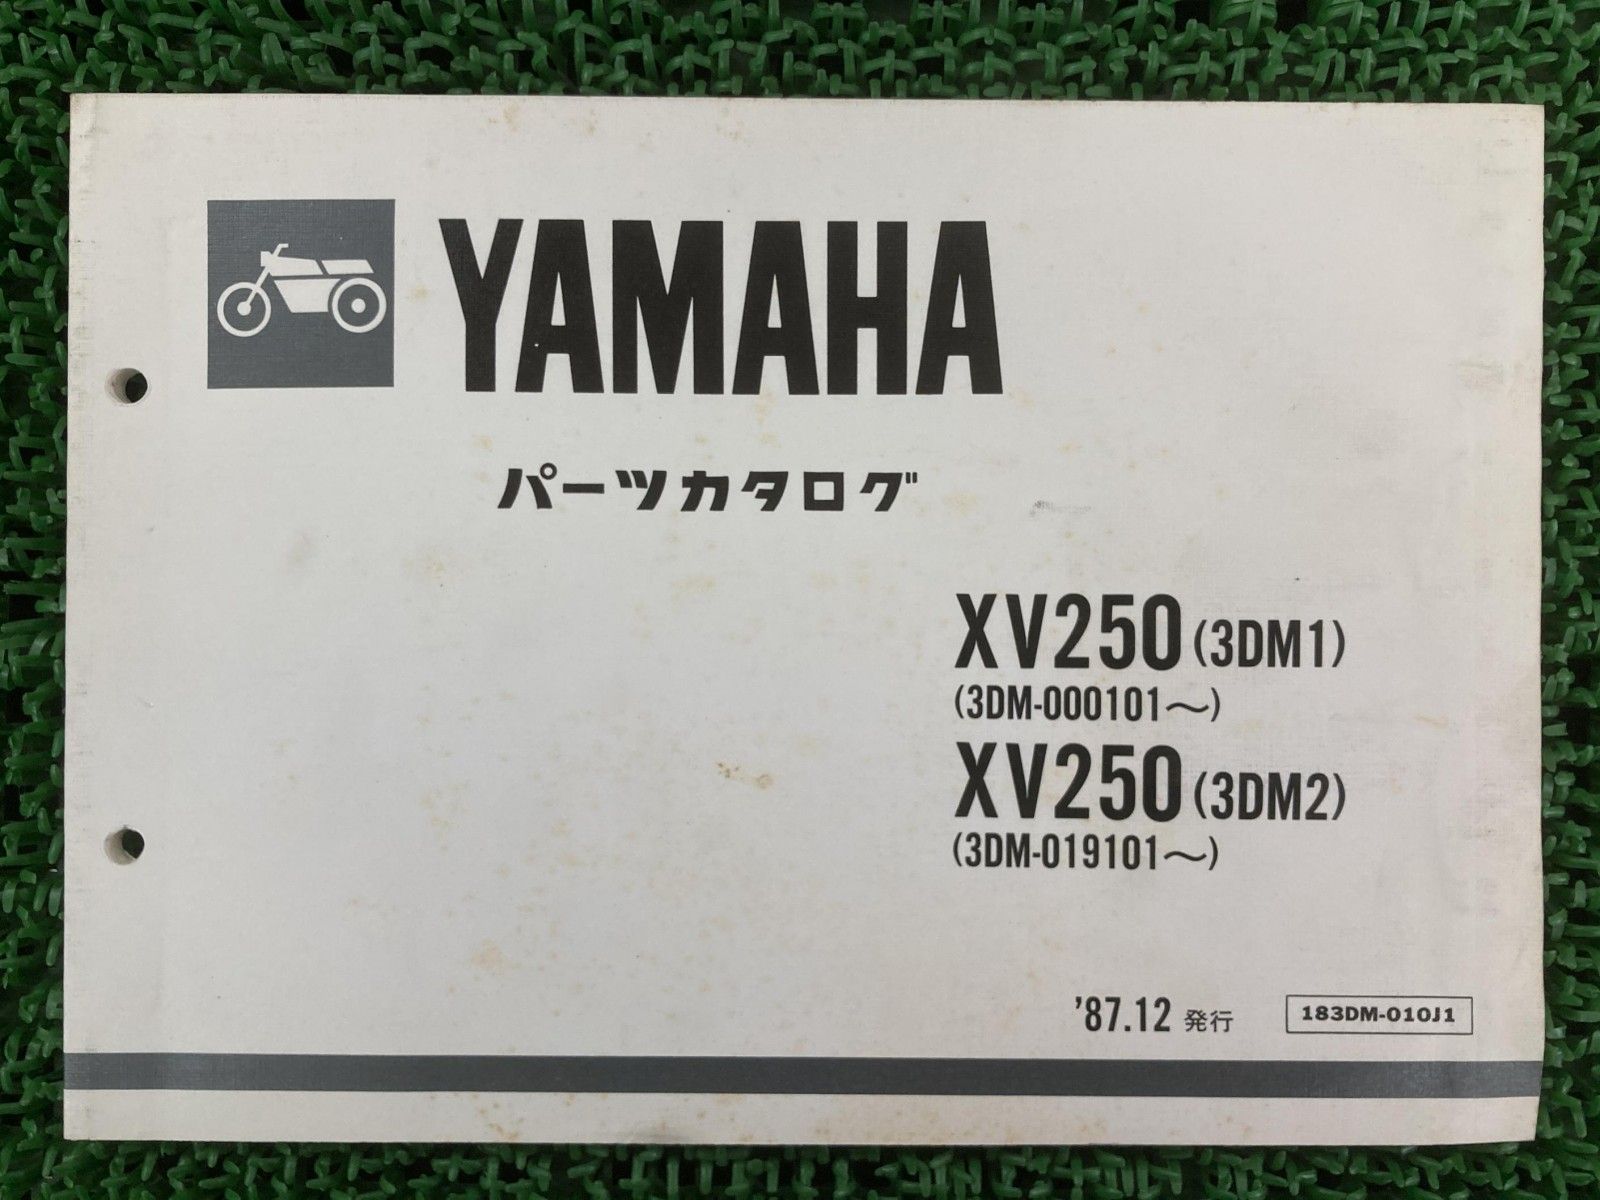 YAMAHA
パーツカタログ
XV250(3DM1)
(3DM-000101〜)
XV250(3DM2)
(3DM-019101〜)
'87.12 発行
183DM-010J1